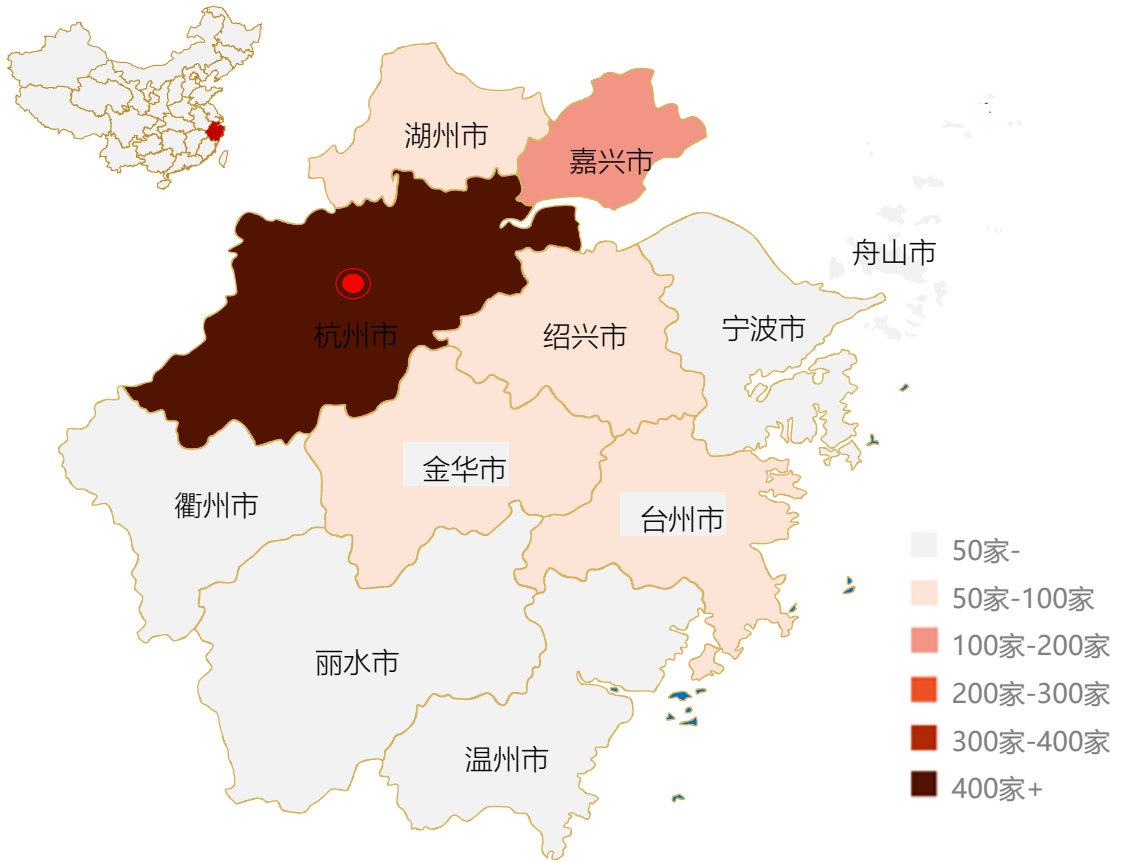 湖州市
嘉兴市
舟山市
杭州市
绍兴市
宁波市
金华市
衢州市
台州市
丽水市
温州市
50家-
50家-100家
100家-200家
200家-300家
300家-400家
400家+